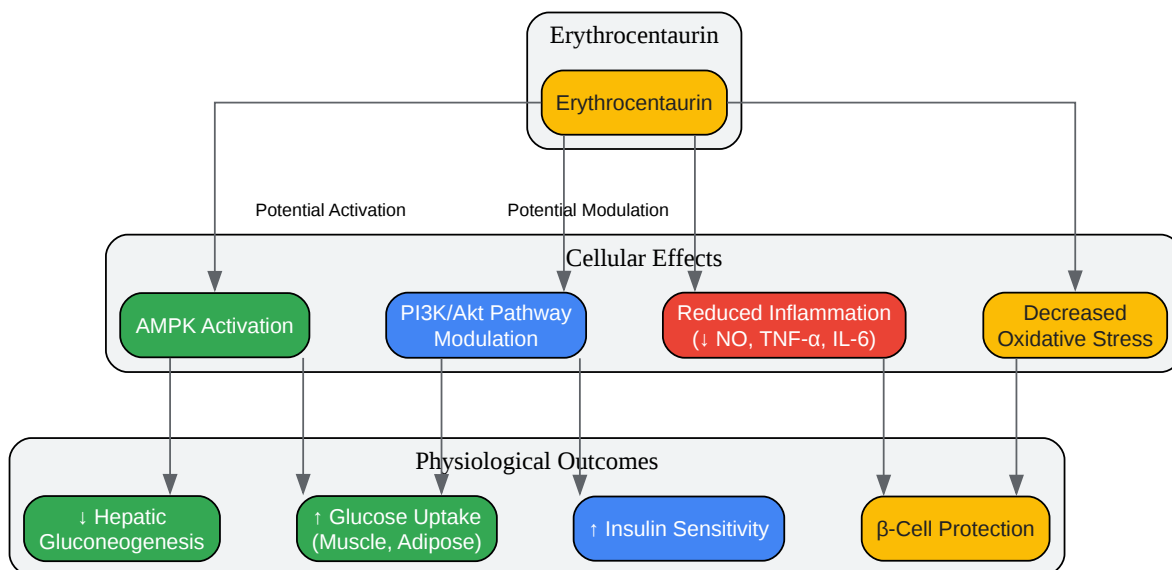 Erythrocentaurin
Erythrocentaurin
Potential Activation
Potential Modulation
Cellular Effects
AMPK Activation
PI3K/Akt Pathway
Modulation
Reduced Inflammation
(↓ NO, TNF-α, IL-6)
Decreased
Oxidative Stress
Physiological Outcomes
↓ Hepatic
Gluconeogenesis
↑ Glucose Uptake
(Muscle, Adipose)
↑ Insulin Sensitivity
β-Cell Protection